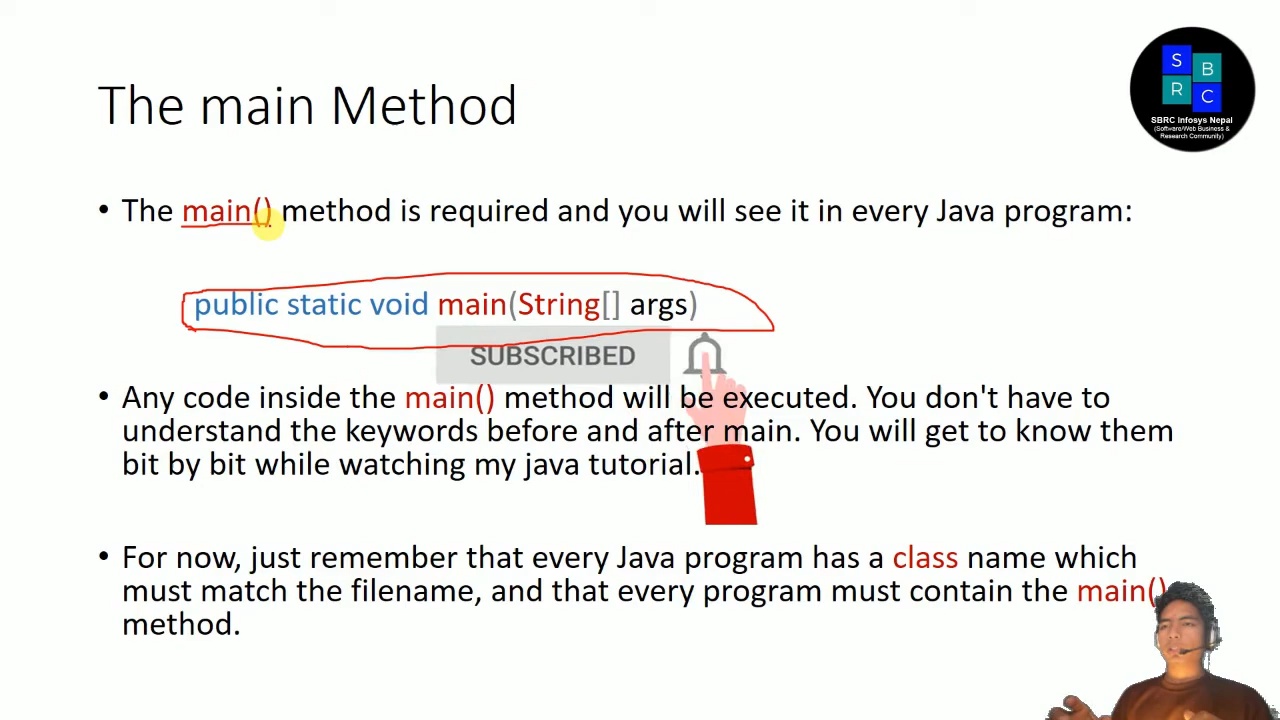 The main Method
S
B
R
C
SBRC Infosys Nepal
(Software/Web Business &
Research Community)
• The main() method is required and you will see it in every Java program:
public static void main(String[] args)
SUBSCRIBED
• Any code inside the main() method will be executed. You don't have to
understand the keywords before and after main. You will get to know them
bit by bit while watching my java tutorial.
• For now, just remember that every Java program has a class name which
must match the filename, and that every program must contain the main()
method.